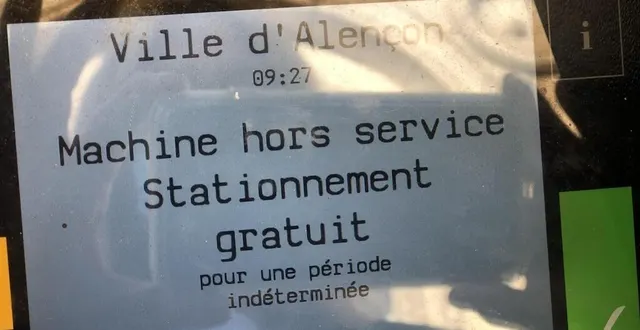 Ville d'Alençon
09:27
Machine hors service
Stationnement
gratuit
pour une période
indéterminée
i